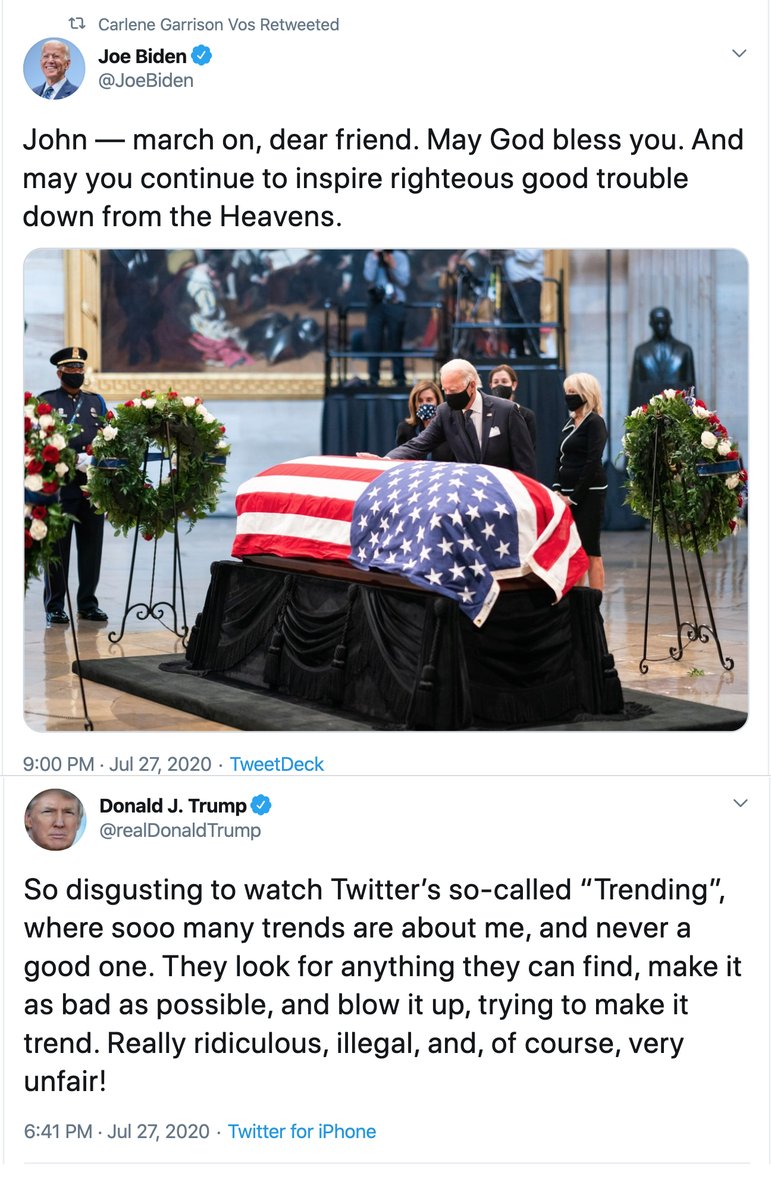 Carlene Garrison Vos Retweeted
Joe Biden
@JoeBiden
John — march on, dear friend. May God bless you. And
may you continue to inspire righteous good trouble
down from the Heavens.
9:00 PM · Jul 27, 2020 · TweetDeck
Donald J. Trump
@realDonaldTrump
So disgusting to watch Twitter’s so-called “Trending”,
where sooo many trends are about me, and never a
good one. They look for anything they can find, make it
as bad as possible, and blow it up, trying to make it
trend. Really ridiculous, illegal, and, of course, very
unfair!
6:41 PM · Jul 27, 2020 · Twitter for iPhone